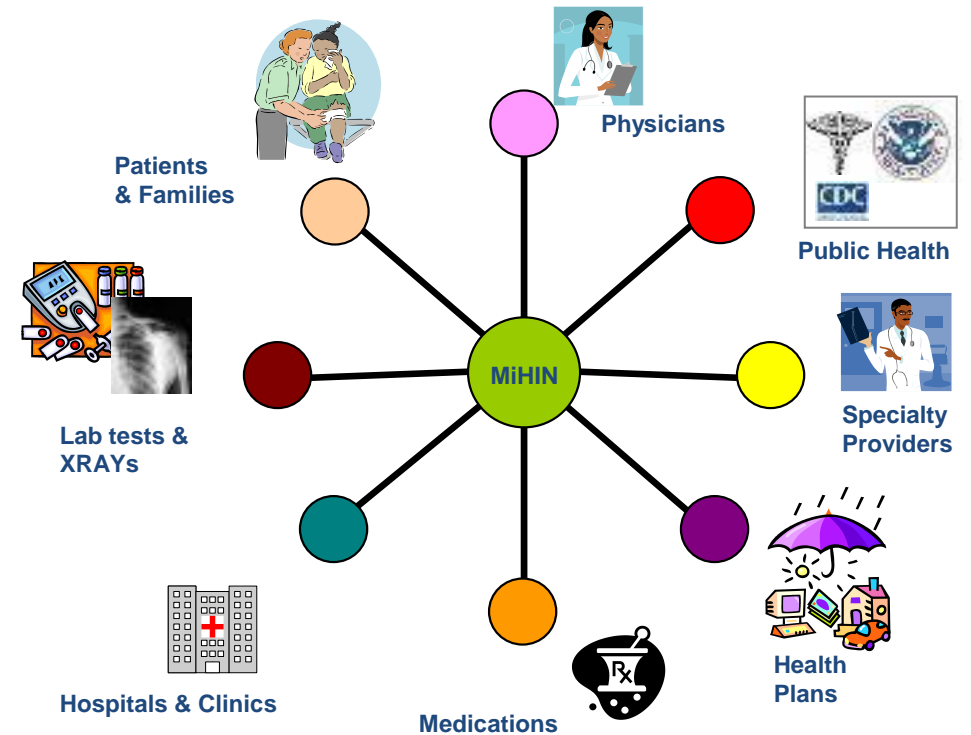 Physicians
Patients
& Families
CDC
Public Health
MiHIN
Specialty
Providers
Lab tests &
XRAYs
Health
Plans
Hospitals & Clinics
Rx
Medications